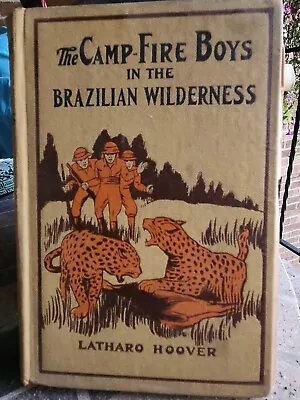 The CAMP-FIRE BOYS
IN THE
BRAZILIAN WILDERNESS
LATHARO HOOVER